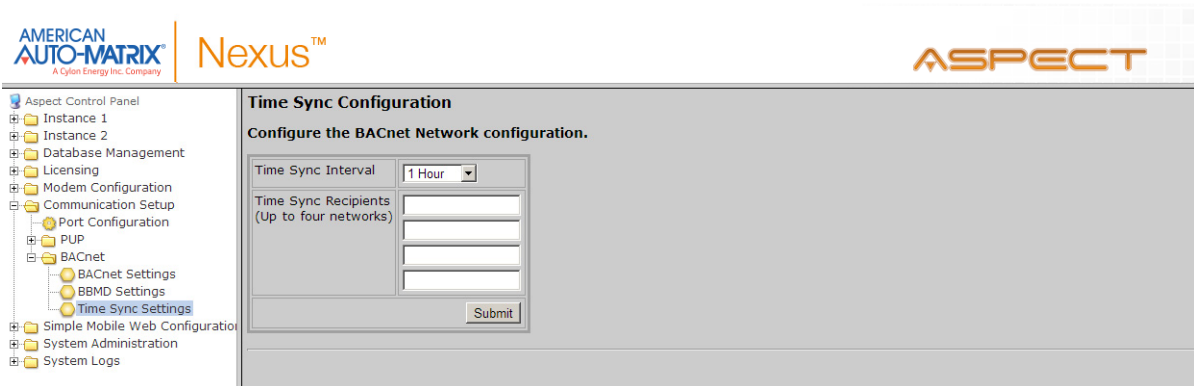 AMERICAN
AUTO-MATRIX®
A Cylon Energy Inc. Company
Nexus™
ASPECT
Aspect Control Panel
Instance 1
Instance 2
Database Management
Licensing
Modem Configuration
Communication Setup
Port Configuration
PUP
BACnet
BACnet Settings
BBMD Settings
Time Sync Settings
Simple Mobile Web Configuration
System Administration
System Logs
Time Sync Configuration
Configure the BACnet Network configuration.
Time Sync Interval
1 Hour
Time Sync Recipients
(Up to four networks)
Submit